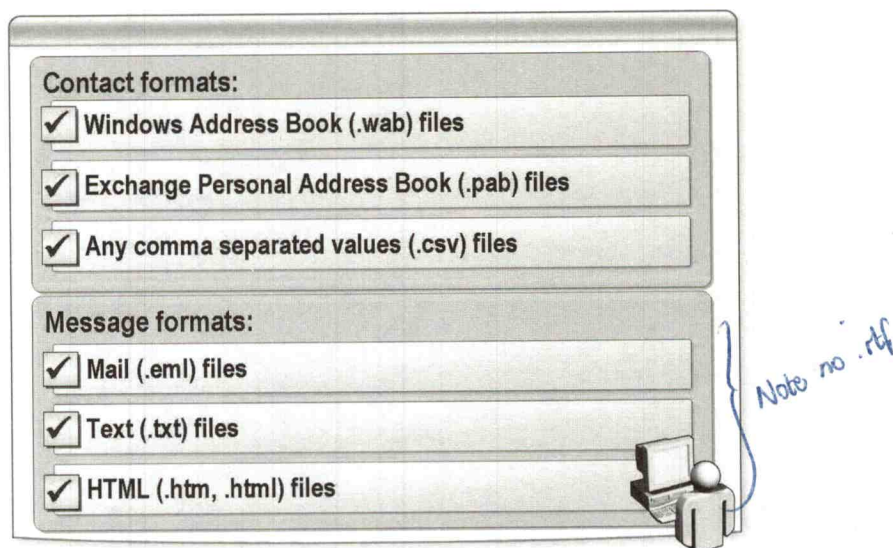 Contact formats:
Windows Address Book (.wab) files
Exchange Personal Address Book (.pab) files
Any comma separated values (.csv) files
Message formats:
Mail (.eml) files
Text (.txt) files
HTML (.htm, .html) files
Note no .rtf